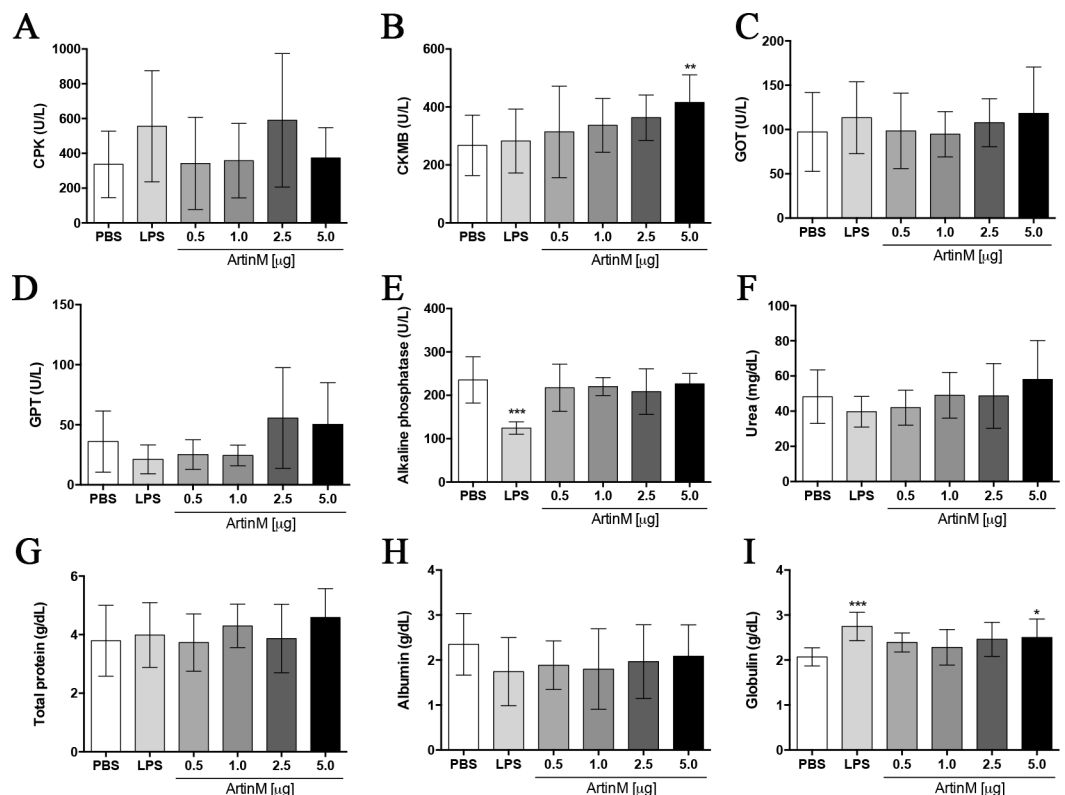 A
CPK (U/L)
1000
800
600
400
200
0
PBS LPS 0.5 1.0 2.5 5.0
ArtinM [μg]
B
CKMB (U/L)
600
400
200
0
**
PBS LPS 0.5 1.0 2.5 5.0
ArtinM [μg]
C
GOT (U/L)
200
150
100
50
0
PBS LPS 0.5 1.0 2.5 5.0
ArtinM [μg]
D
GPT (U/L)
150
100
50
0
PBS LPS 0.5 1.0 2.5 5.0
ArtinM [μg]
E
Alkaline phosphatase (U/L)
400
300
200
100
0
***
PBS LPS 0.5 1.0 2.5 5.0
ArtinM [μg]
F
Urea (mg/dL)
100
80
60
40
20
0
PBS LPS 0.5 1.0 2.5 5.0
ArtinM [μg]
G
Total protein (g/dL)
6
4
2
0
PBS LPS 0.5 1.0 2.5 5.0
ArtinM [μg]
H
Albumin (g/dL)
4
3
2
1
0
PBS LPS 0.5 1.0 2.5 5.0
ArtinM [μg]
I
Globulin (g/dL)
4
3
2
1
0
*** *
PBS LPS 0.5 1.0 2.5 5.0
ArtinM [μg]